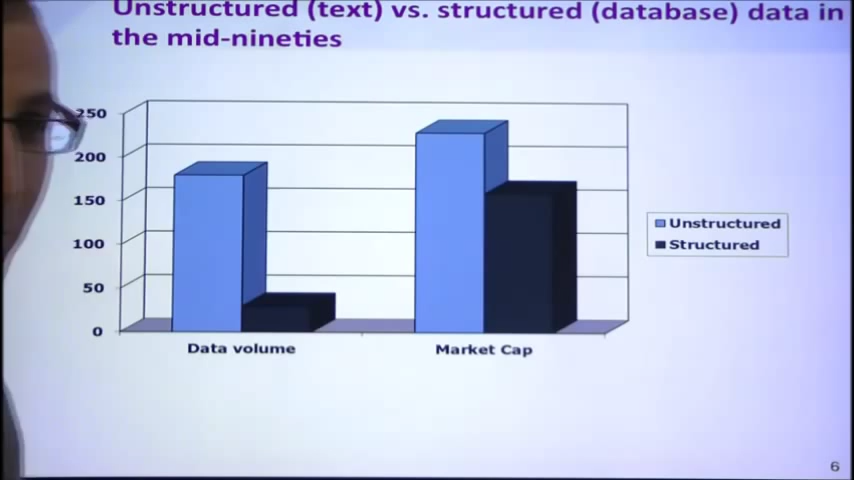 Unstructured (text) vs. structured (database) data in
the mid-nineties
250
200
150
100
50
0
Data volume
Market Cap
Unstructured
Structured
6